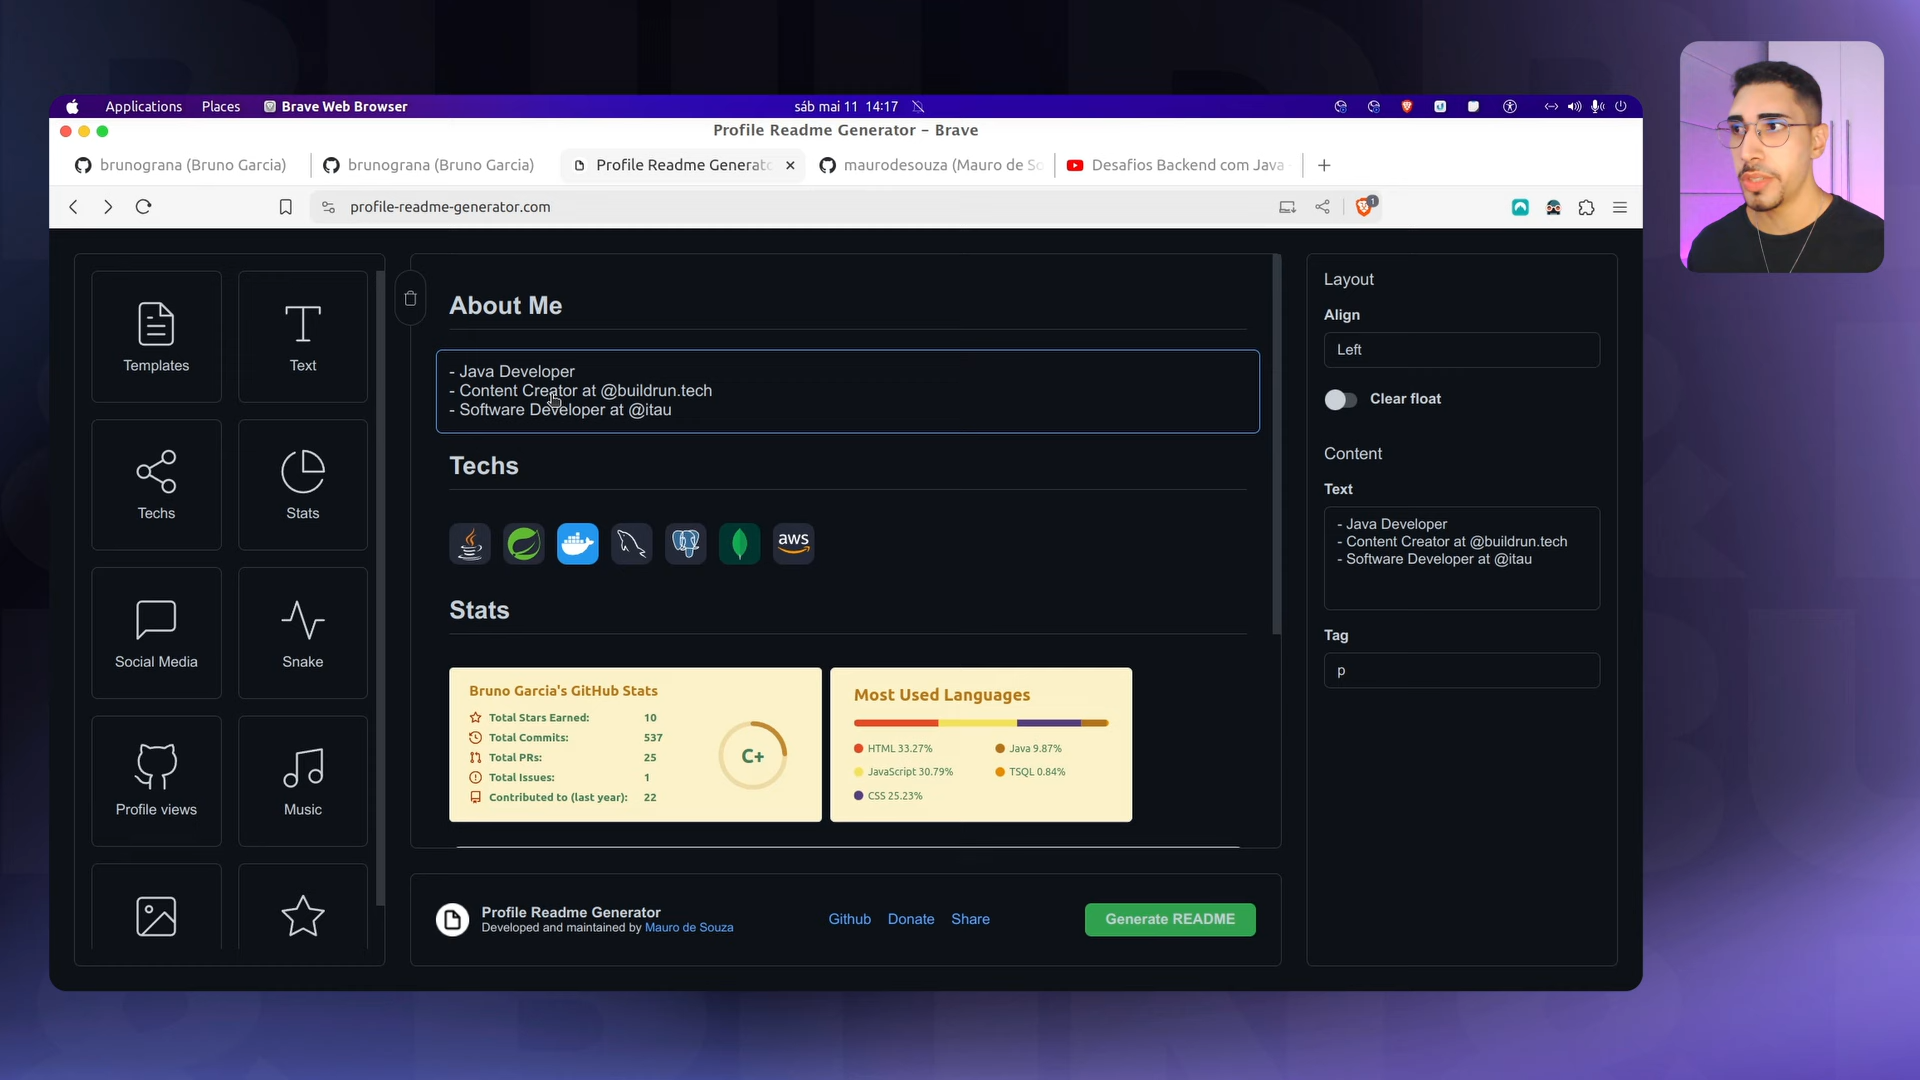 Applications Places Brave Web Browser sáb mai 11 14:17
Profile Readme Generator – Brave
brunograna (Bruno Garcia) brunograna (Bruno Garcia) Profile Readme Generato maurodesouza (Mauro de So Desafios Backend com Java -
profile-readme-generator.com 1
Templates
Text
Techs
Stats
Social Media
Snake
Profile views
Music
About Me
- Java Developer
- Content Creator at @buildrun.tech
- Software Developer at @itau
Techs
aws
Stats
Bruno Garcia's GitHub Stats
Total Stars Earned: 10
Total Commits: 537
Total PRs: 25
Total Issues: 1
Contributed to (last year): 22
C+
Most Used Languages
HTML 33.27%
Java 9.87%
JavaScript 30.79%
TSQL 0.84%
CSS 25.23%
Profile Readme Generator
Developed and maintained by Mauro de Souza
Github Donate Share
Generate README
Layout
Align
Left
Clear float
Content
Text
- Java Developer
- Content Creator at @buildrun.tech
- Software Developer at @itau
Tag
p